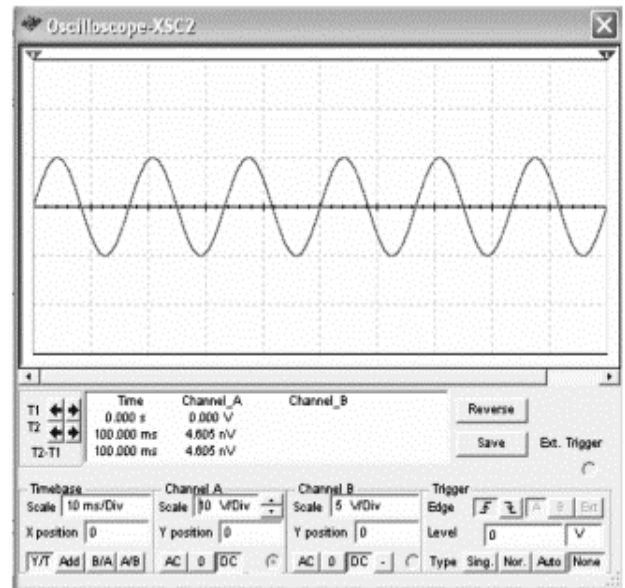 Oscilloscope-XSC2
Time Channel_A Channel_B
T1 0.000 s 0.000 V
T2 100.000 ms 4.605 nV
T2-T1 100.000 ms 4.605 nV
Reverse
Save
Ext. Trigger
Timebase
Scale 10 ms/Div
X position 0
Y/T Add B/A A/B
Channel A
Scale 10 V/Div
Y position 0
AC 0 DC
Channel B
Scale 5 V/Div
Y position 0
AC 0 DC -
Trigger
Edge A B Ext
Level 0 V
Type Sing. Nor. Auto None